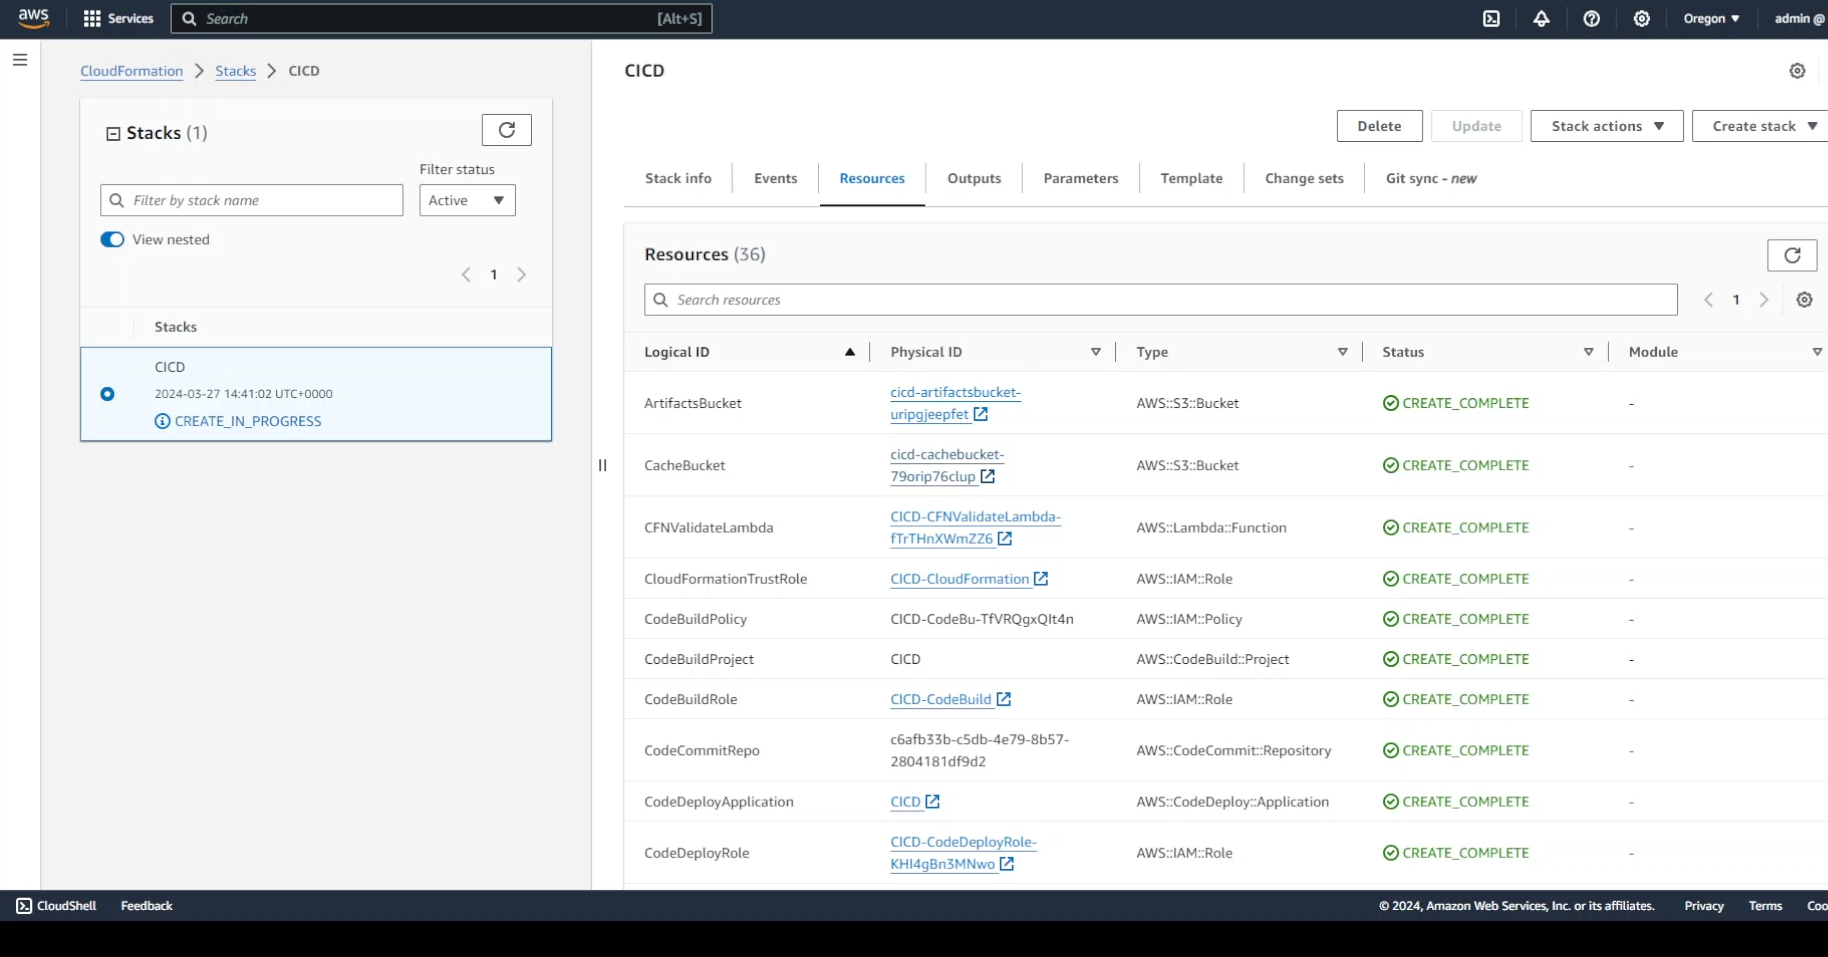 aws
Services
Search
[Alt+S]
Oregon ▼
admin @
CloudFormation > Stacks > CICD
Stacks (1)
Filter status
Filter by stack name
Active
View nested
1
Stacks
CICD
2024-03-27 14:41:02 UTC+0000
CREATE_IN_PROGRESS
CICD
Delete
Update
Stack actions
Create stack
Stack info
Events
Resources
Outputs
Parameters
Template
Change sets
Git sync - new
Resources (36)
Search resources
1
Logical ID
Physical ID
Type
Status
Module
ArtifactsBucket
cicd-artifactsbucket-
uripgjeepfet
AWS::S3::Bucket
CREATE_COMPLETE
-
CacheBucket
cicd-cachebucket-
79orip76clup
AWS::S3::Bucket
CREATE_COMPLETE
-
CFNValidateLambda
CICD-CFNValidateLambda-
fTrTHnXWmZZ6
AWS::Lambda::Function
CREATE_COMPLETE
-
CloudFormationTrustRole
CICD-CloudFormation
AWS::IAM::Role
CREATE_COMPLETE
-
CodeBuildPolicy
CICD-CodeBu-TfVRQgxQIt4n
AWS::IAM::Policy
CREATE_COMPLETE
-
CodeBuildProject
CICD
AWS::CodeBuild::Project
CREATE_COMPLETE
-
CodeBuildRole
CICD-CodeBuild
AWS::IAM::Role
CREATE_COMPLETE
-
CodeCommitRepo
c6afb33b-c5db-4e79-8b57-
2804181df9d2
AWS::CodeCommit::Repository
CREATE_COMPLETE
-
CodeDeployApplication
CICD
AWS::CodeDeploy::Application
CREATE_COMPLETE
-
CodeDeployRole
CICD-CodeDeployRole-
KHI4gBn3MNwo
AWS::IAM::Role
CREATE_COMPLETE
-
CloudShell
Feedback
© 2024, Amazon Web Services, Inc. or its affiliates.
Privacy
Terms
Coo